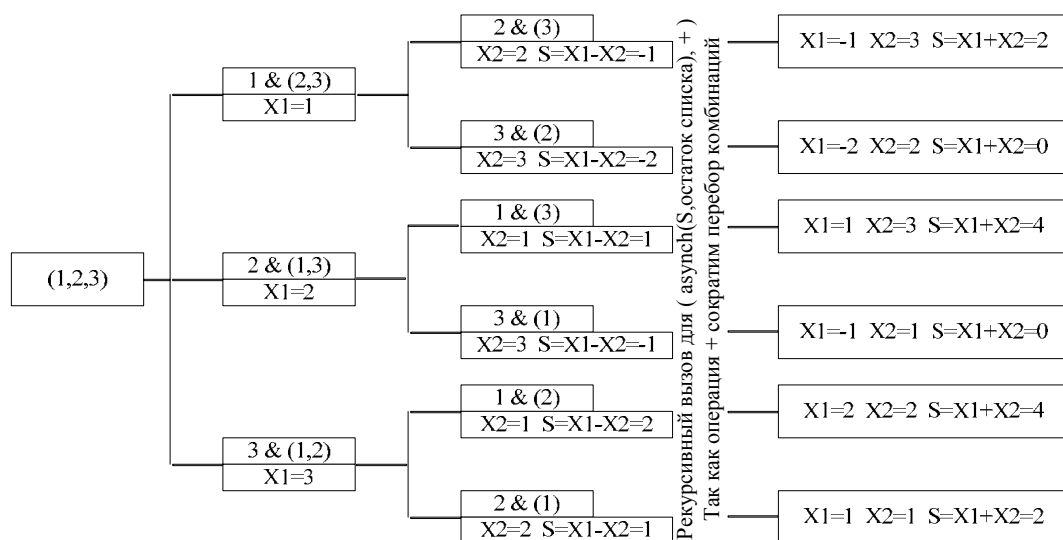 (1,2,3)
1 & (2,3)
X1=1
2 & (1,3)
X1=2
3 & (1,2)
X1=3
2 & (3)
X2=2 S=X1-X2=-1
3 & (2)
X2=3 S=X1-X2=-2
1 & (3)
X2=1 S=X1-X2=1
3 & (1)
X2=3 S=X1-X2=-1
1 & (2)
X2=1 S=X1-X2=2
2 & (1)
X2=2 S=X1-X2=1
Рекурсивный вызов для ( asynch(S,остаток списка), + )
Так как операция + сократим перебор комбинаций
X1=-1 X2=3 S=X1+X2=2
X1=-2 X2=2 S=X1+X2=0
X1=1 X2=3 S=X1+X2=4
X1=-1 X2=1 S=X1+X2=0
X1=2 X2=2 S=X1+X2=4
X1=1 X2=1 S=X1+X2=2